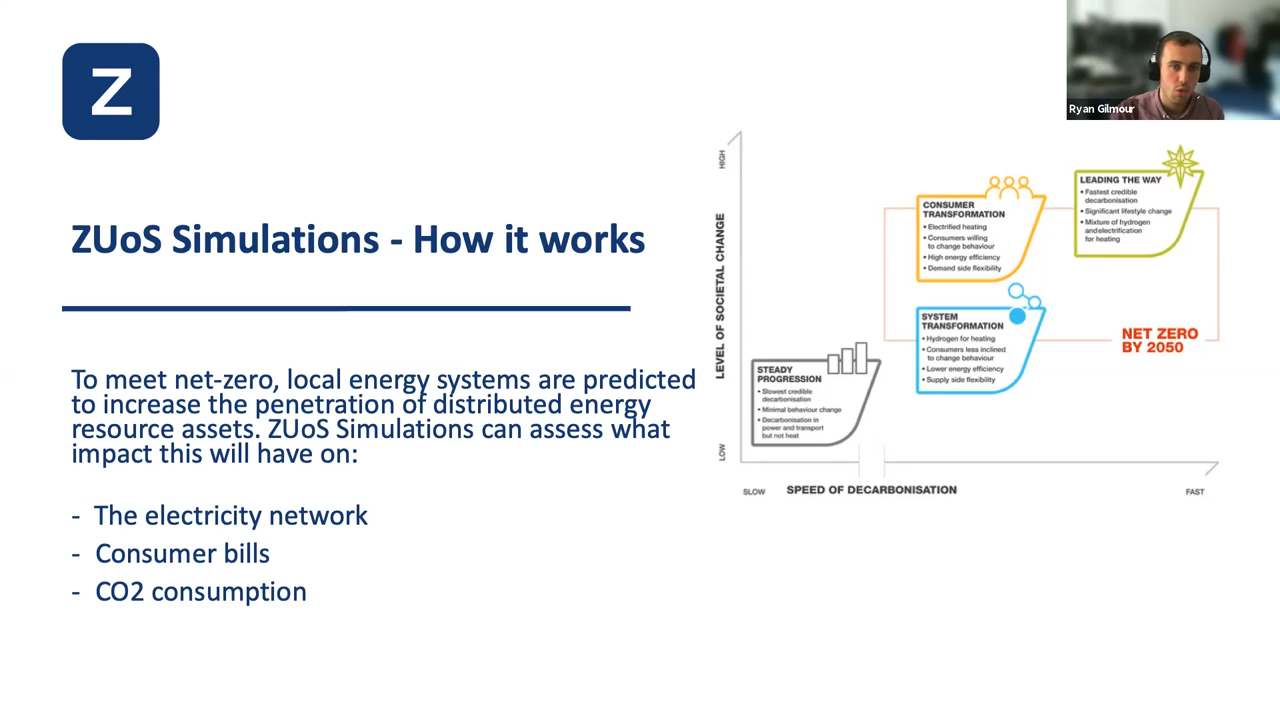 Z
Ryan Gilmour
ZUoS Simulations - How it works
To meet net-zero, local energy systems are predicted
to increase the penetration of distributed energy
resource assets. ZUoS Simulations can assess what
impact this will have on:
- The electricity network
- Consumer bills
- CO2 consumption
HIGH
LEVEL OF SOCIETAL CHANGE
LOW
CONSUMER
TRANSFORMATION
• Electrified heating
• Consumers willing
to change behaviour
• High energy efficiency
• Demand side flexibility
LEADING THE WAY
• Fastest credible
decarbonisation
• Significant lifestyle change
• Mixture of hydrogen
andelectrification
for heating
SYSTEM
TRANSFORMATION
• Hydrogen for heating
• Consumers less inclined
to change behaviour
• Lower energy efficiency
• Supply side flexibility
NET ZERO
BY 2050
STEADY
PROGRESSION
• Slowest credible
decarbonisation
• Minimal behaviour change
• Decarbonisation in
power and transport
but not heat
SLOW
SPEED OF DECARBONISATION
FAST